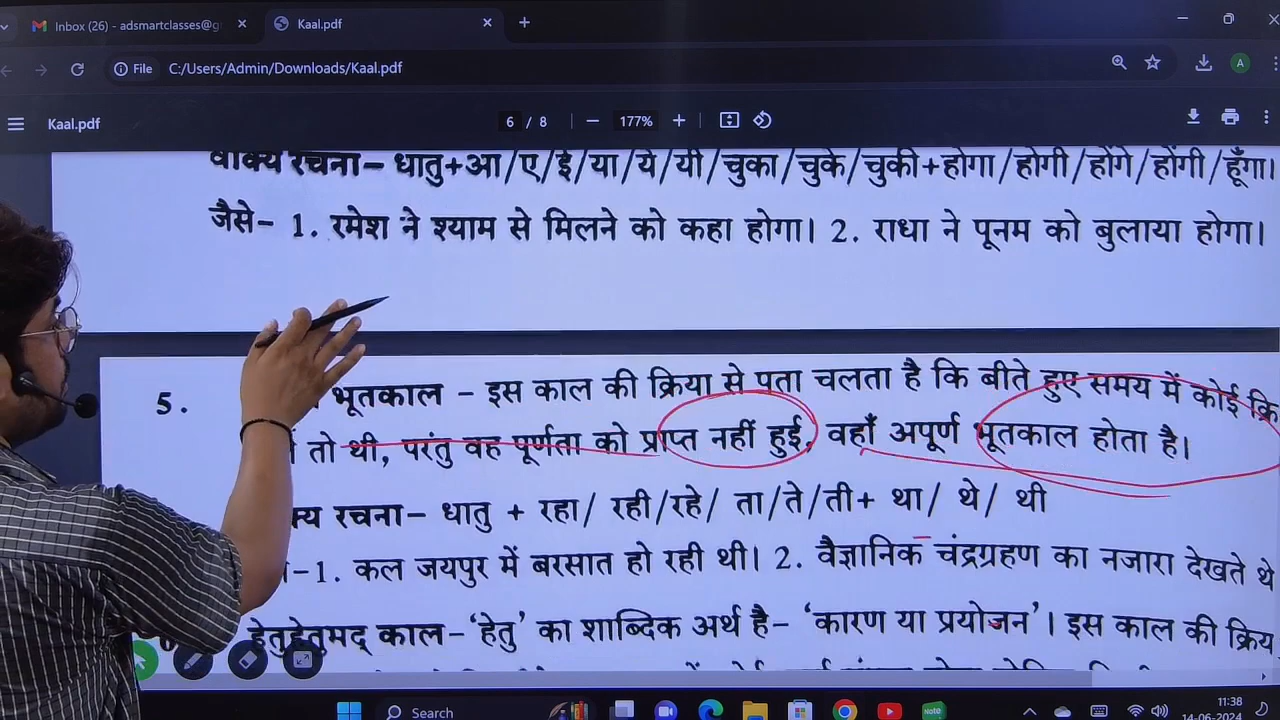 Inbox (26) - adsmartclasses@g
Kaal.pdf
File C:/Users/Admin/Downloads/Kaal.pdf
Kaal.pdf
6 / 8
177%
वाक्य रचना– धातु+आ/ए/ई/या/ये/यी/चुका/चुके/चुकी+होगा/होगी/होंगे/होंगी/हूँगा।
जैसे– 1. रमेश ने श्याम से मिलने को कहा होगा। 2. राधा ने पूनम को बुलाया होगा।
5. भूतकाल – इस काल की क्रिया से पता चलता है कि बीते हुए समय में कोई क्रि
तो थी, परंतु वह पूर्णता को प्राप्त नहीं हुई, वहाँ अपूर्ण भूतकाल होता है।
क्य रचना– धातु + रहा/ रही/रहे/ ता/ते/ती+ था/ थे/ थी
–1. कल जयपुर में बरसात हो रही थी। 2. वैज्ञानिक चंद्रग्रहण का नजारा देखते थे
हेतुहेतुमद् काल–‘हेतु’ का शाब्दिक अर्थ है– ‘कारण या प्रयोजन’। इस काल की क्रिय
Search
11:38
14-06-2024